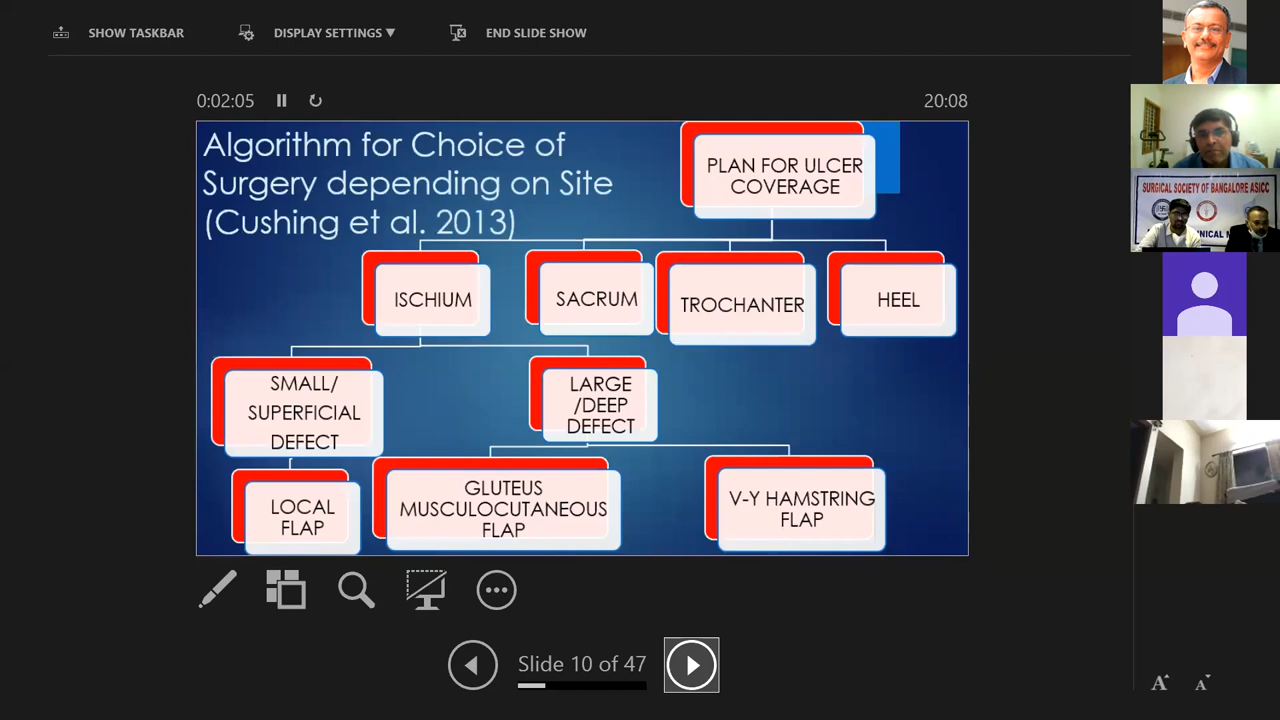 SHOW TASKBAR
DISPLAY SETTINGS ▼
END SLIDE SHOW
0:02:05
20:08
Algorithm for Choice of
Surgery depending on Site
(Cushing et al. 2013)
PLAN FOR ULCER
COVERAGE
ISCHIUM
SACRUM
TROCHANTER
HEEL
SMALL/
SUPERFICIAL
DEFECT
LARGE
/DEEP
DEFECT
LOCAL
FLAP
GLUTEUS
MUSCULOCUTANEOUS
FLAP
V-Y HAMSTRING
FLAP
Slide 10 of 47
A A
SURGICAL SOCIETY OF BANGALORE ASICC